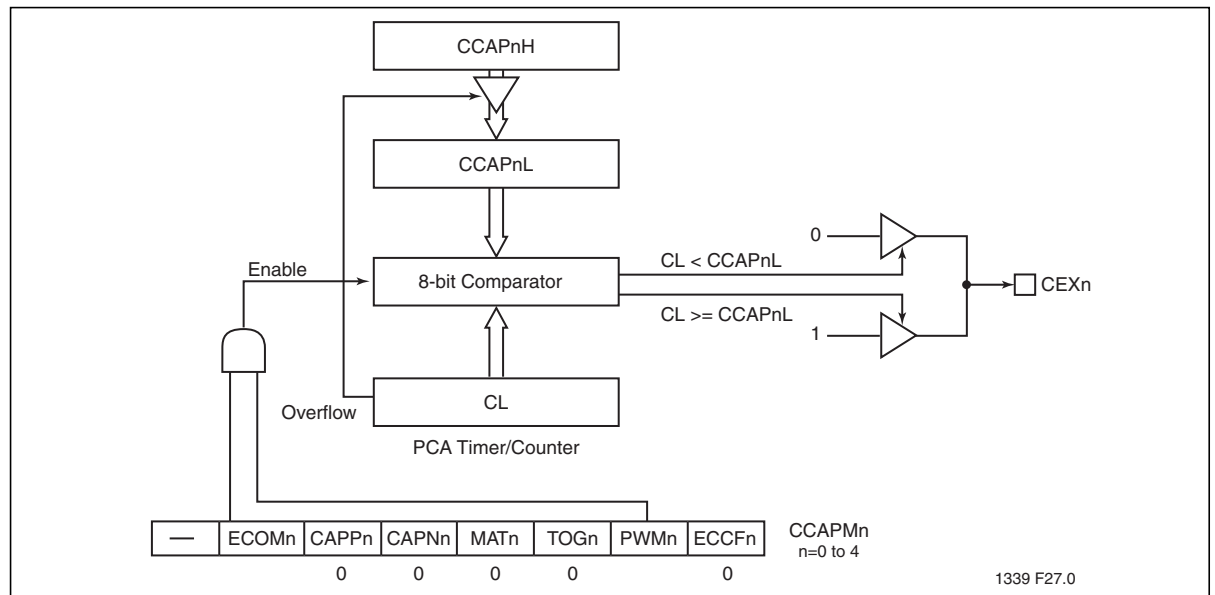 CCAPnH
CCAPnL
0
CL < CCAPnL
Enable
8-bit Comparator
CEXn
CL >= CCAPnL
1
CL
Overflow
PCA Timer/Counter
— ECOMn CAPPn CAPNn MATn TOGn PWMn ECCFn CCAPMn
n=0 to 4
0 0 0 0 0
1339 F27.0